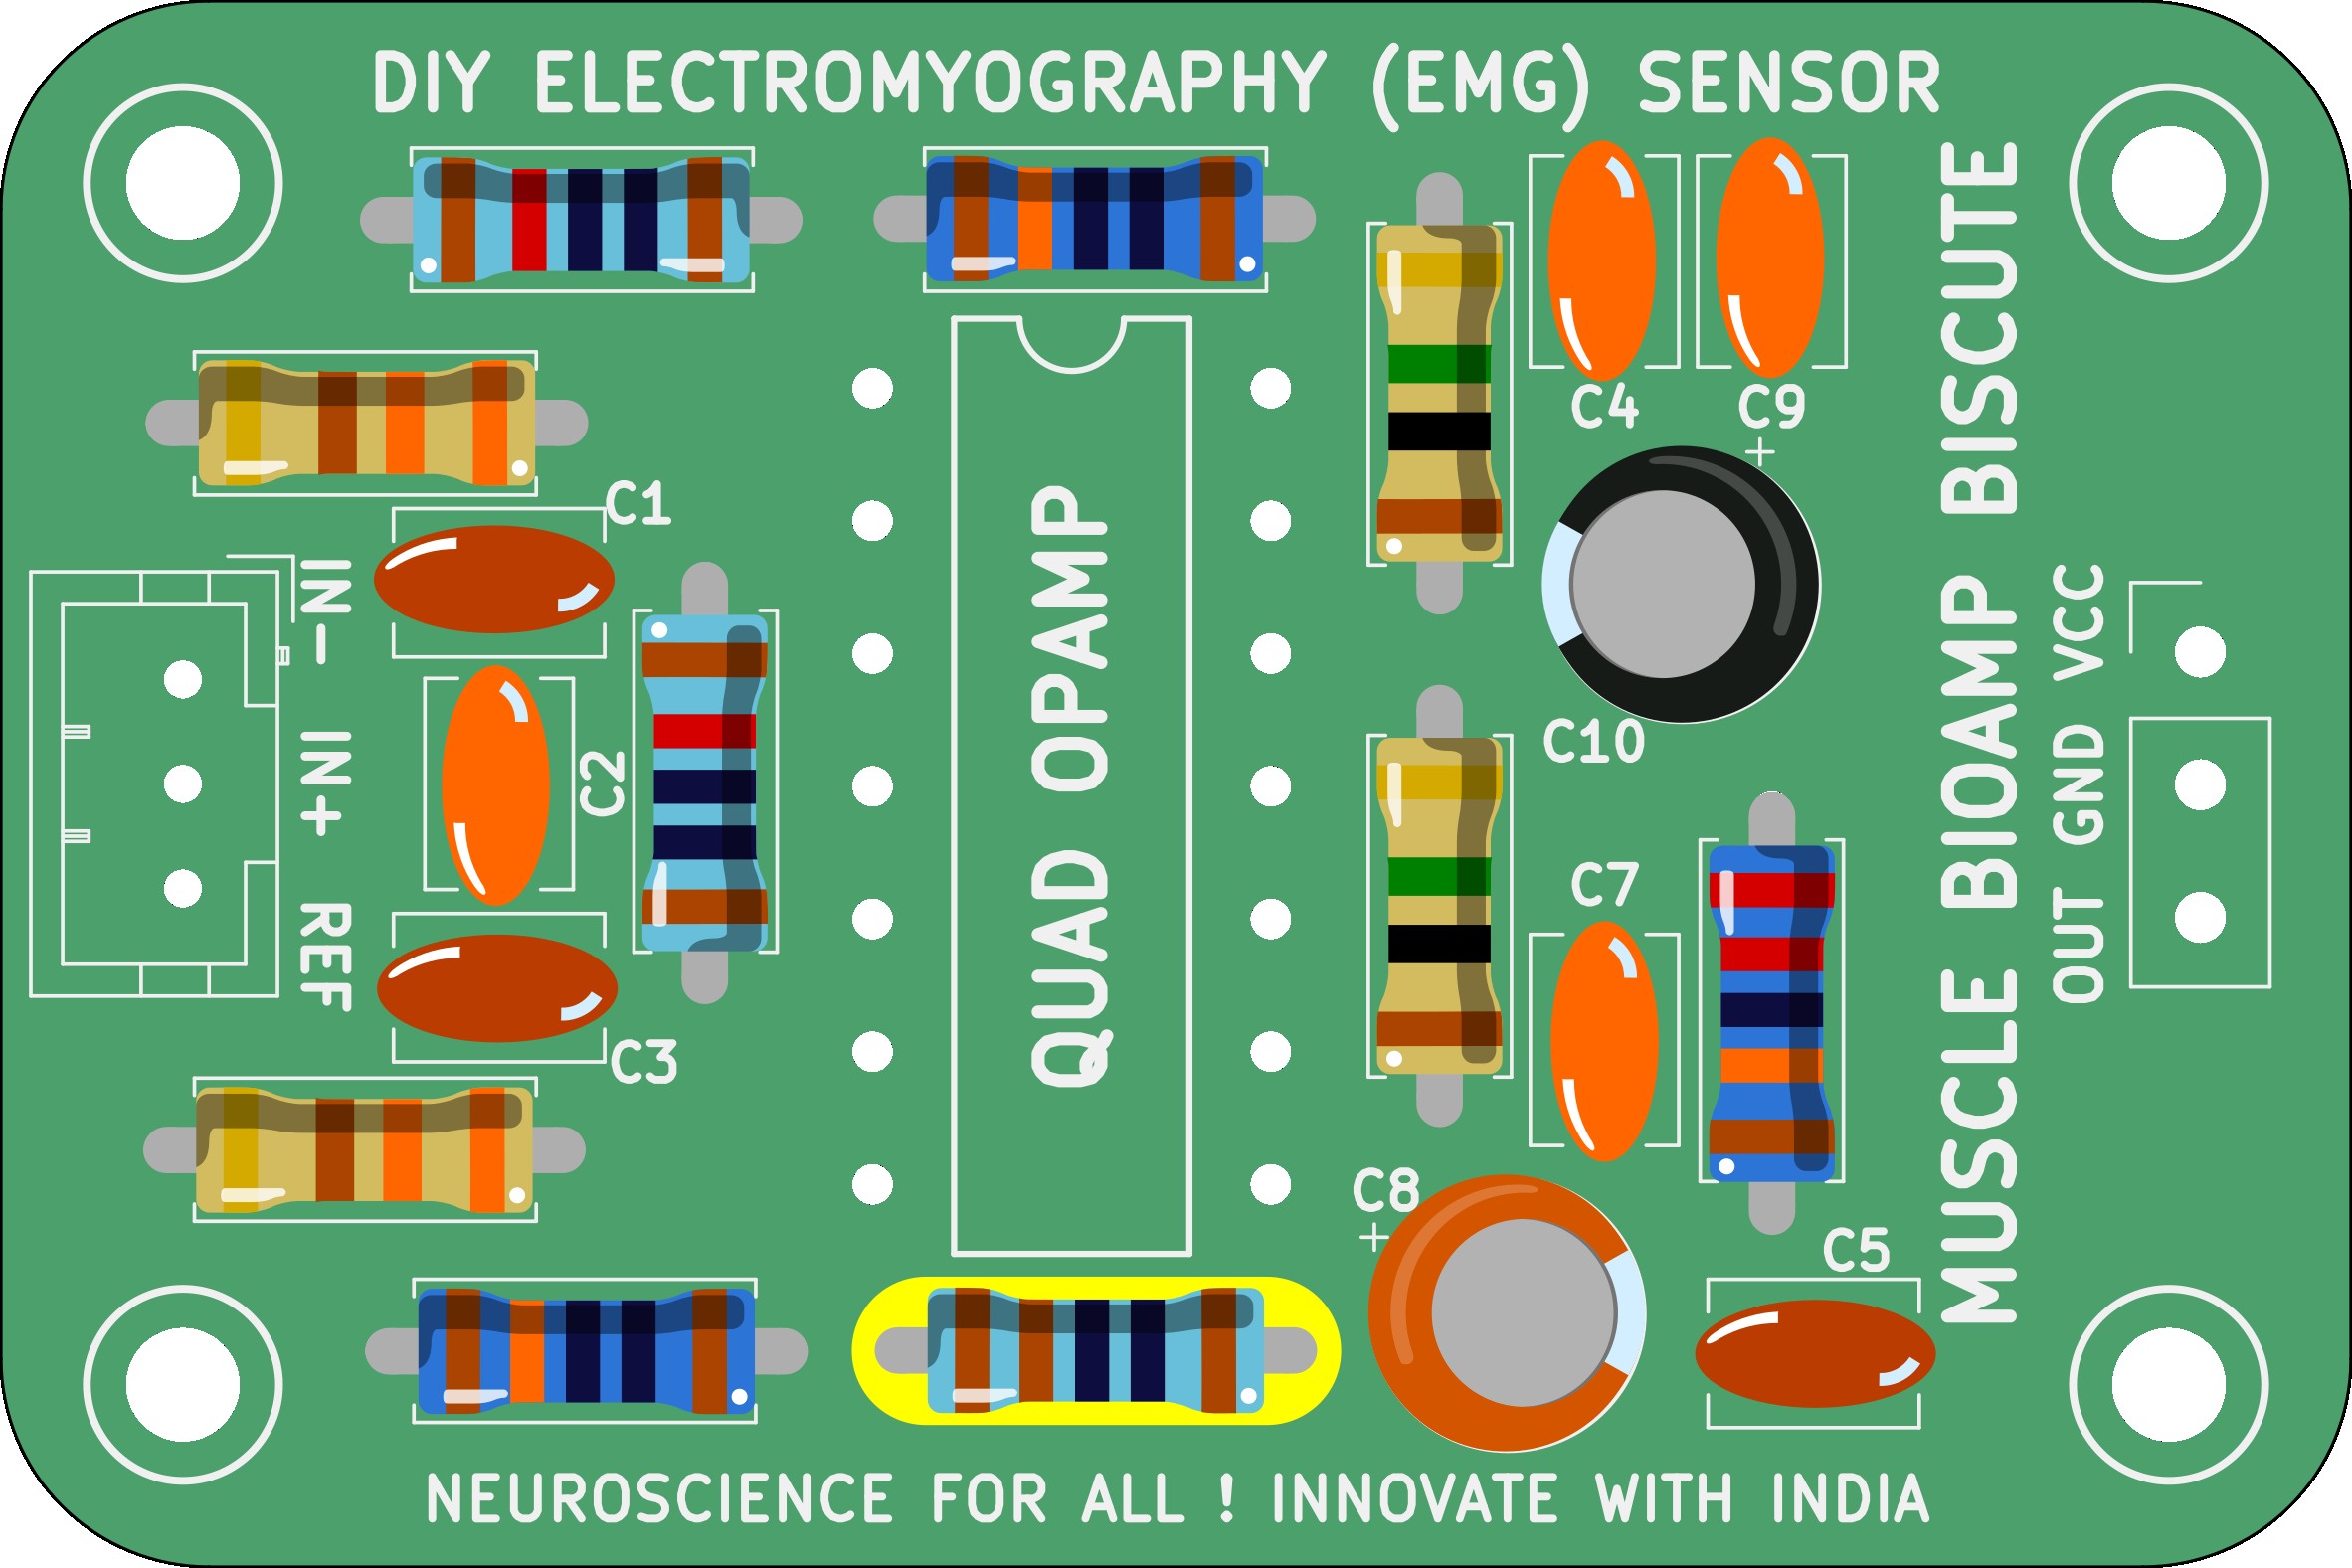 DIY ELECTROMYOGRAPHY (EMG) SENSOR
C4
C9
+
C1
IN-
IN+
REF
C2
C3
QUAD OPAMP
C10
C7
C8
+
C5
MUSCLE BIOAMP BISCUTE
VCC
GND
OUT
NEUROSCIENCE FOR ALL ! INNOVATE WITH INDIA